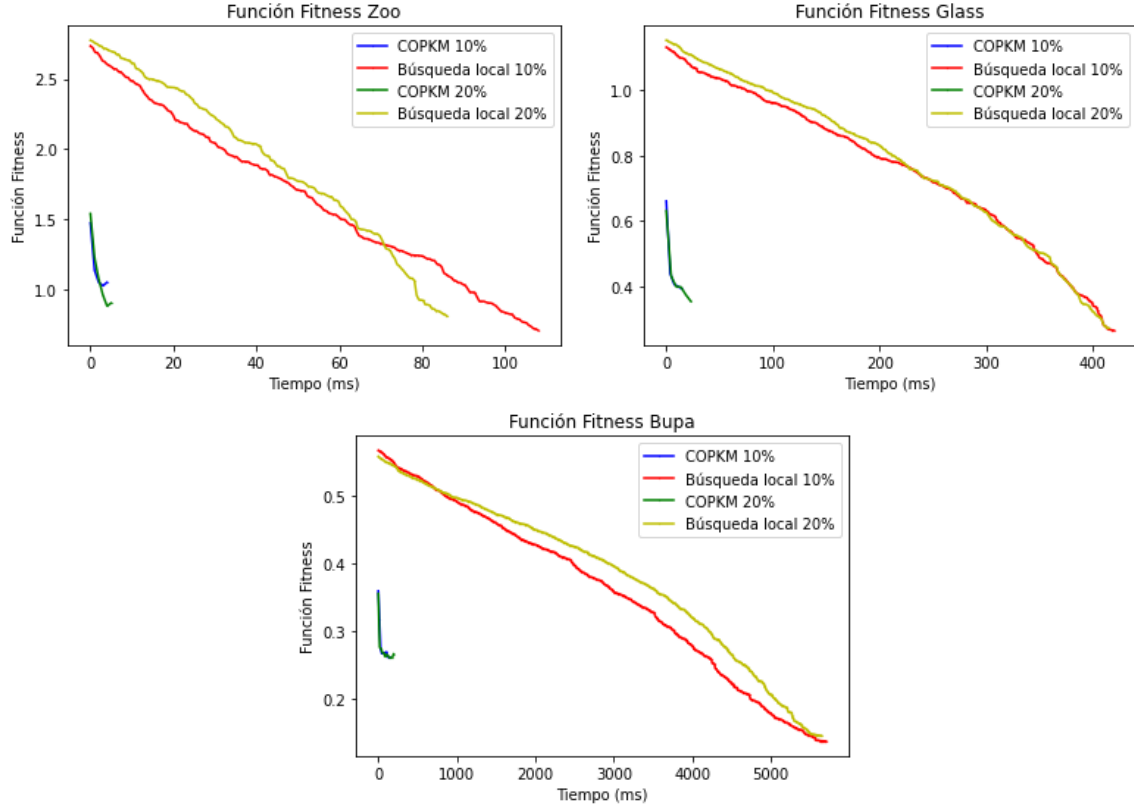 Función Fitness Zoo
Función Fitness
2.5
2.0
1.5
1.0
COPKM 10%
Búsqueda local 10%
COPKM 20%
Búsqueda local 20%
0 20 40 60 80 100
Tiempo (ms)
Función Fitness Glass
Función Fitness
1.0
0.8
0.6
0.4
COPKM 10%
Búsqueda local 10%
COPKM 20%
Búsqueda local 20%
0 100 200 300 400
Tiempo (ms)
Función Fitness Bupa
Función Fitness
0.5
0.4
0.3
0.2
COPKM 10%
Búsqueda local 10%
COPKM 20%
Búsqueda local 20%
0 1000 2000 3000 4000 5000
Tiempo (ms)